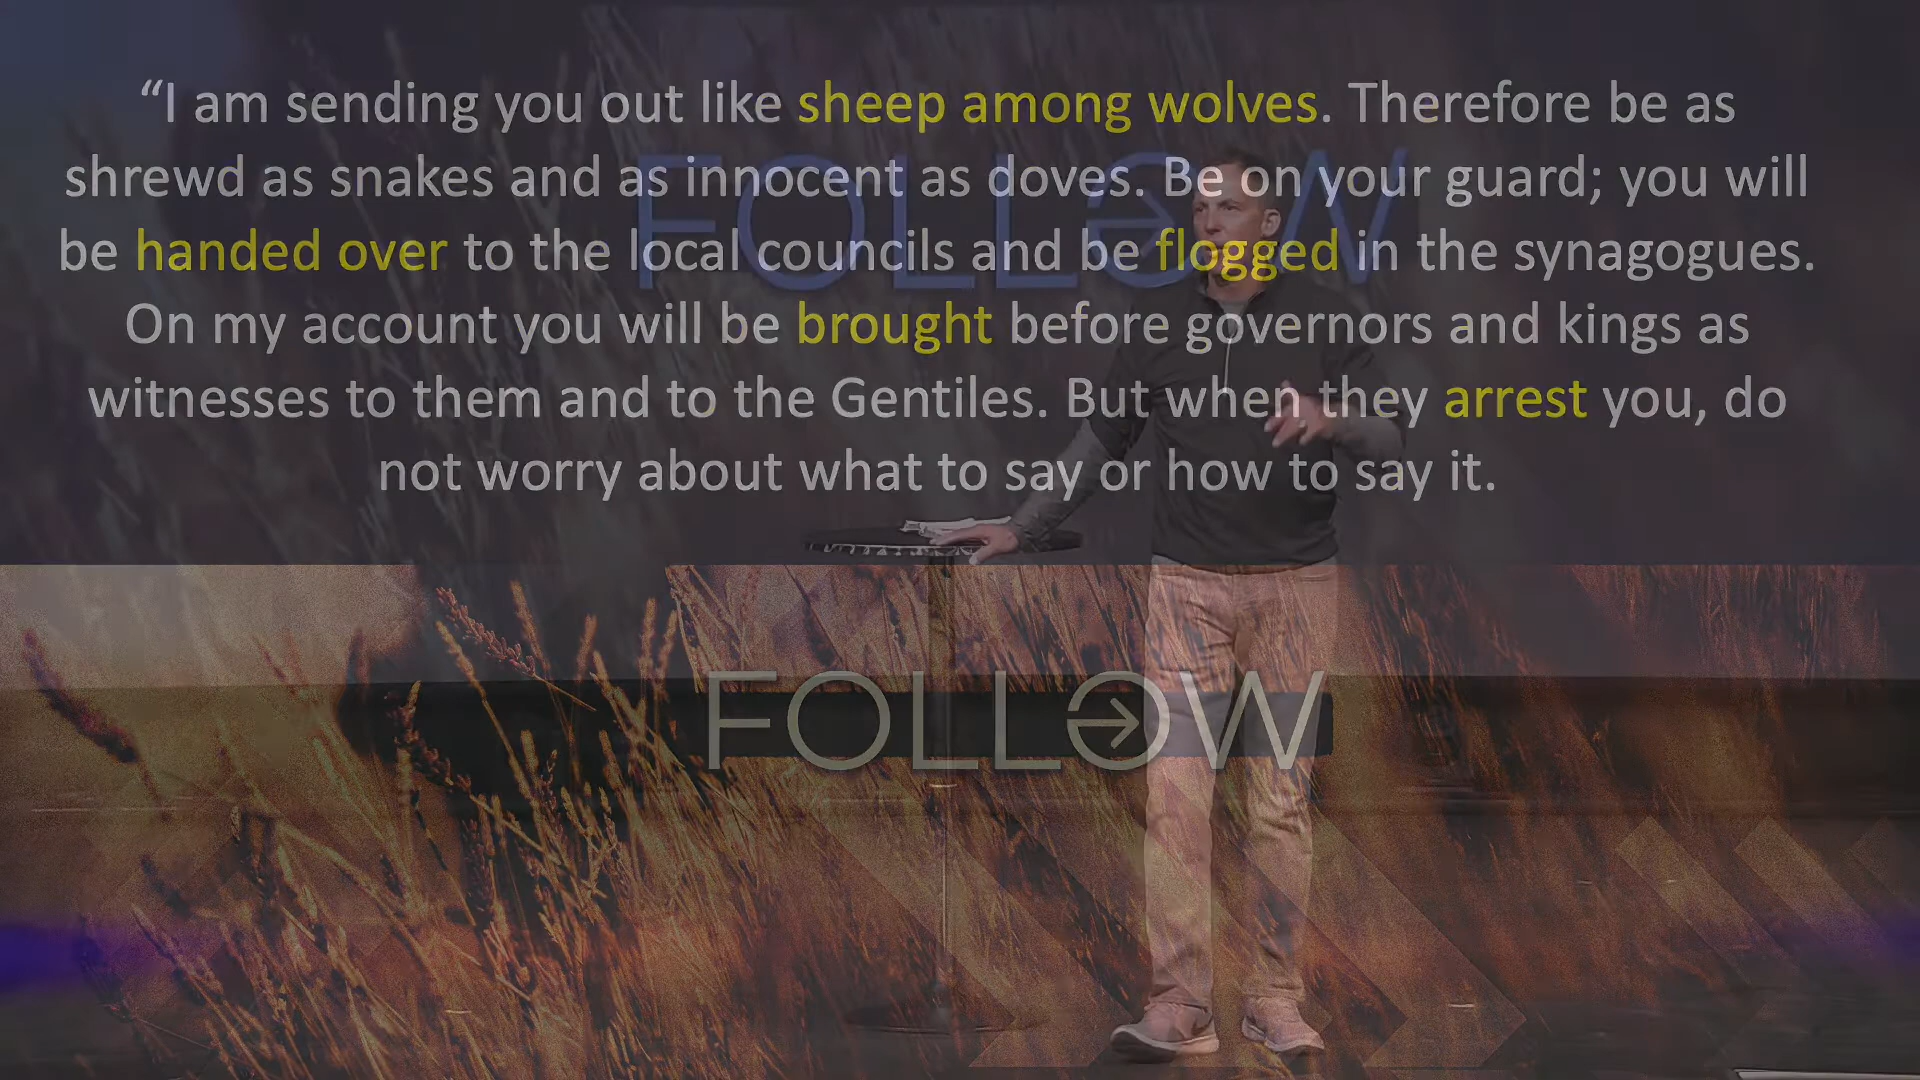 “I am sending you out like sheep among wolves. Therefore be as
shrewd as snakes and as innocent as doves. Be on your guard; you will
be handed over to the local councils and be flogged in the synagogues.
On my account you will be brought before governors and kings as
witnesses to them and to the Gentiles. But when they arrest you, do
not worry about what to say or how to say it.
FOLLOW
FOLLOW